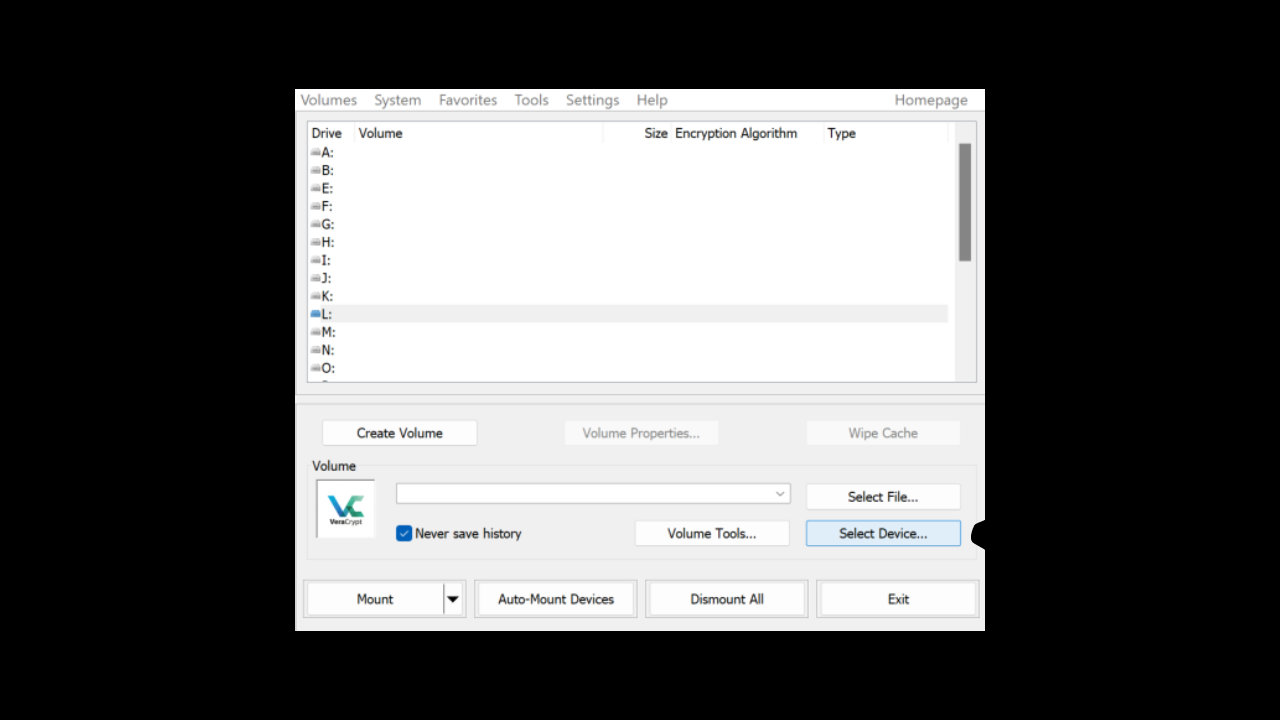 Volumes System Favorites Tools Settings Help Homepage
Drive Volume Size Encryption Algorithm Type
A:
B:
E:
F:
G:
H:
I:
J:
K:
L:
M:
N:
O:
Create Volume Volume Properties... Wipe Cache
Volume
VeraCrypt
Select File...
Never save history Volume Tools... Select Device...
Mount Auto-Mount Devices Dismount All Exit